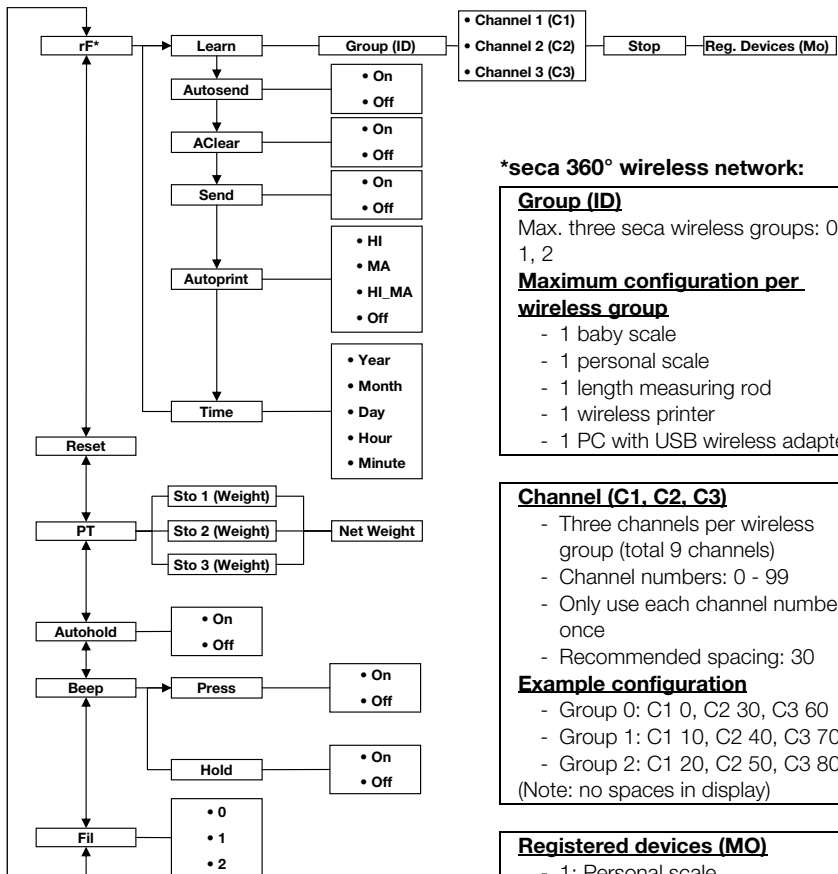 rF*
Learn
Group (ID)
• Channel 1 (C1)
• Channel 2 (C2)
• Channel 3 (C3)
Stop
Reg. Devices (Mo)
Autosend
• On
• Off
AClear
• On
• Off
Send
• On
• Off
Autoprint
• HI
• MA
• HI_MA
• Off
Time
• Year
• Month
• Day
• Hour
• Minute
Reset
PT
Sto 1 (Weight)
Sto 2 (Weight)
Sto 3 (Weight)
Net Weight
Autohold
• On
• Off
Beep
Press
• On
• Off
Hold
• On
• Off
Fil
• 0
• 1
• 2
*seca 360° wireless network:
Group (ID)
Max. three seca wireless groups: 0
1, 2
Maximum configuration per
wireless group
- 1 baby scale
- 1 personal scale
- 1 length measuring rod
- 1 wireless printer
- 1 PC with USB wireless adapte
Channel (C1, C2, C3)
- Three channels per wireless
group (total 9 channels)
- Channel numbers: 0 - 99
- Only use each channel numbe
once
- Recommended spacing: 30
Example configuration
- Group 0: C1 0, C2 30, C3 60
- Group 1: C1 10, C2 40, C3 70
- Group 2: C1 20, C2 50, C3 80
(Note: no spaces in display)
Registered devices (MO)
- 1: Personal scale